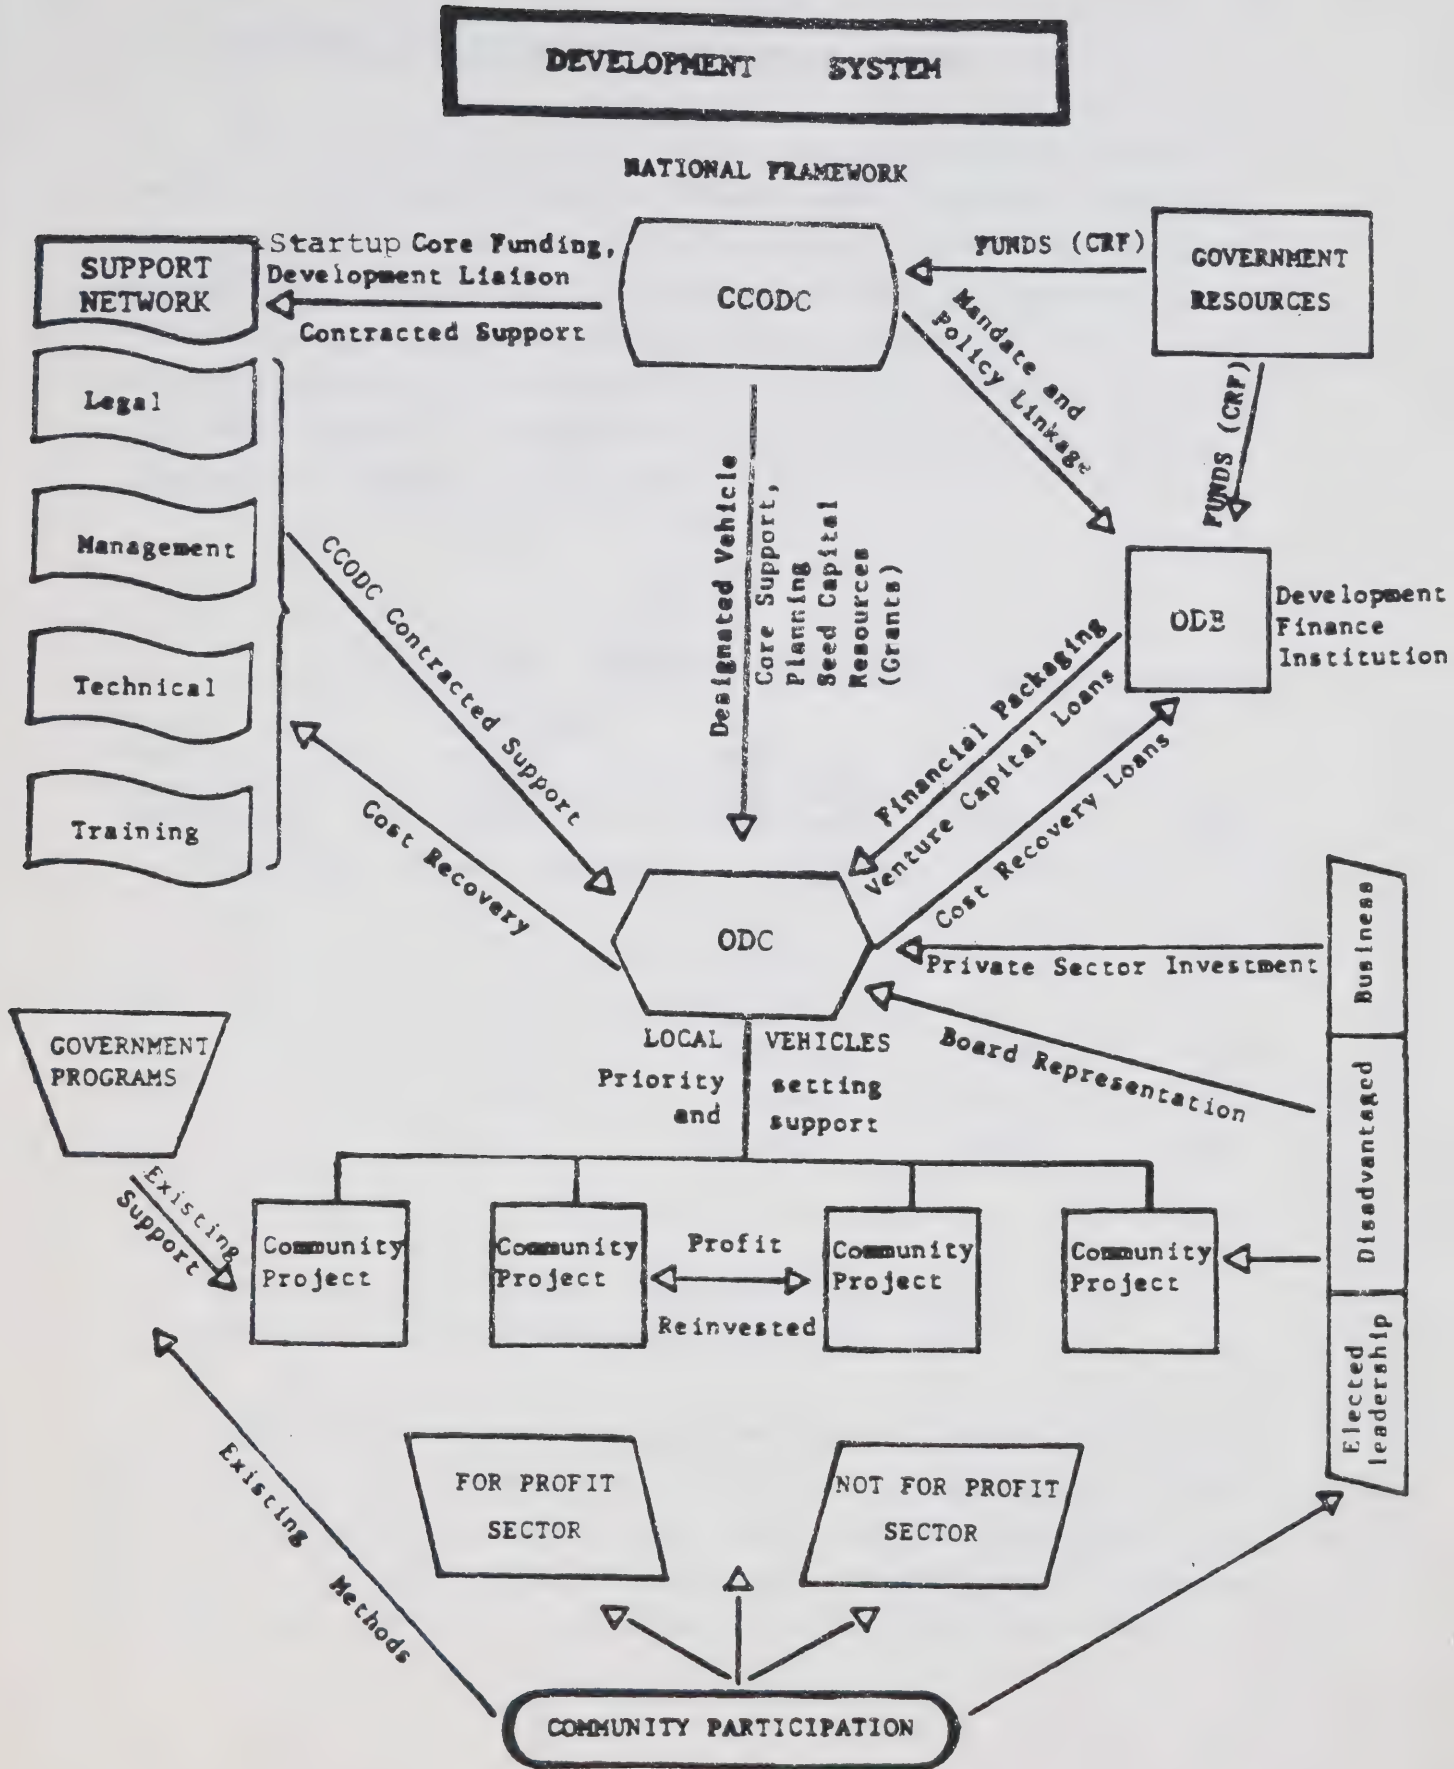 DEVELOPMENT SYSTEM
NATIONAL FRAMEWORK
SUPPORT
NETWORK
Startup Core Funding,
Development Liaison
Contracted Support
CCODC
FUNDS (CRF)
GOVERNMENT
RESOURCES
Mandate and
Policy Linkage
FUNDS (CRF)
Legal
Management
Technical
Training
CCODC Contracted Support
Cost Recovery
Designated Vehicle
Core Support,
Planning
Seed Capital
Resources
(Grants)
ODB
Development
Finance
Institution
Financial Packaging
Venture Capital Loans
Cost Recovery Loans
ODC
Private Sector Investment
Board Representation
Business
Disadvantaged
Elected
leadership
LOCAL VEHICLES
Priority setting
and support
GOVERNMENT
PROGRAMS
Existing
Support
Community
Project
Community
Project
Profit
Reinvested
Community
Project
Community
Project
Existing Methods
FOR PROFIT
SECTOR
NOT FOR PROFIT
SECTOR
COMMUNITY PARTICIPATION